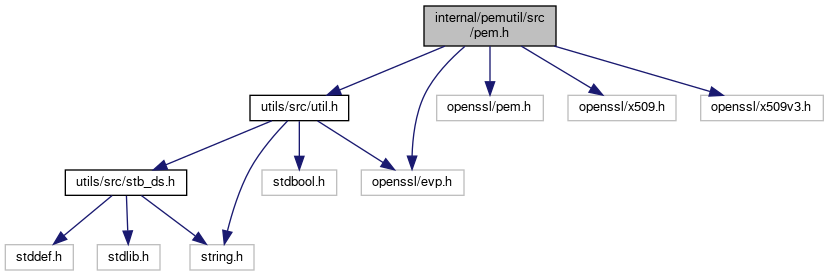 internal/pemutil/src
/pem.h
utils/src/util.h
openssl/pem.h
openssl/x509.h
openssl/x509v3.h
utils/src/stb_ds.h
stdbool.h
openssl/evp.h
stddef.h
stdlib.h
string.h